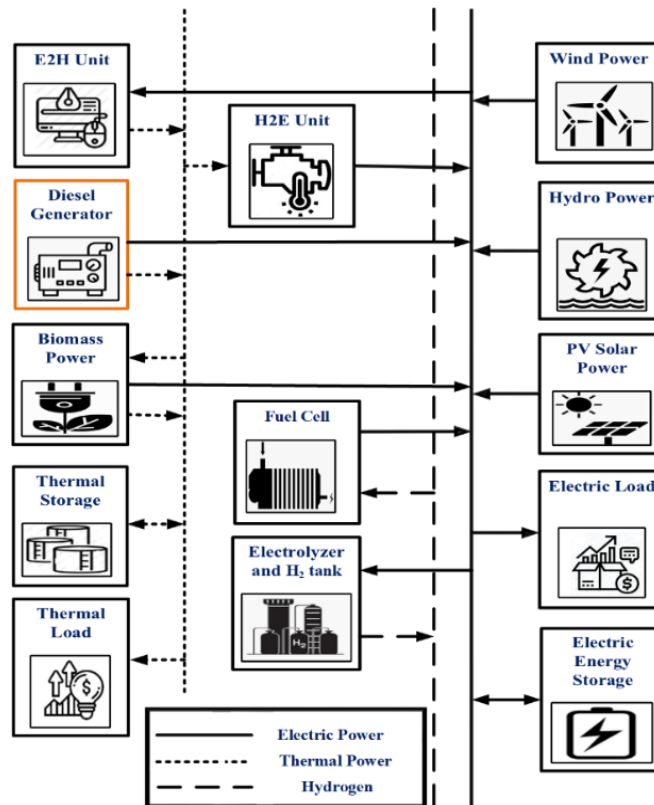 E2H Unit
Wind Power
H2E Unit
Diesel
Generator
Hydro Power
Biomass
Power
PV Solar
Power
Fuel Cell
Thermal
Storage
Electric Load
Electrolyzer
and H₂ tank
H₂
Thermal
Load
Electric
Energy
Storage
Electric Power
Thermal Power
Hydrogen